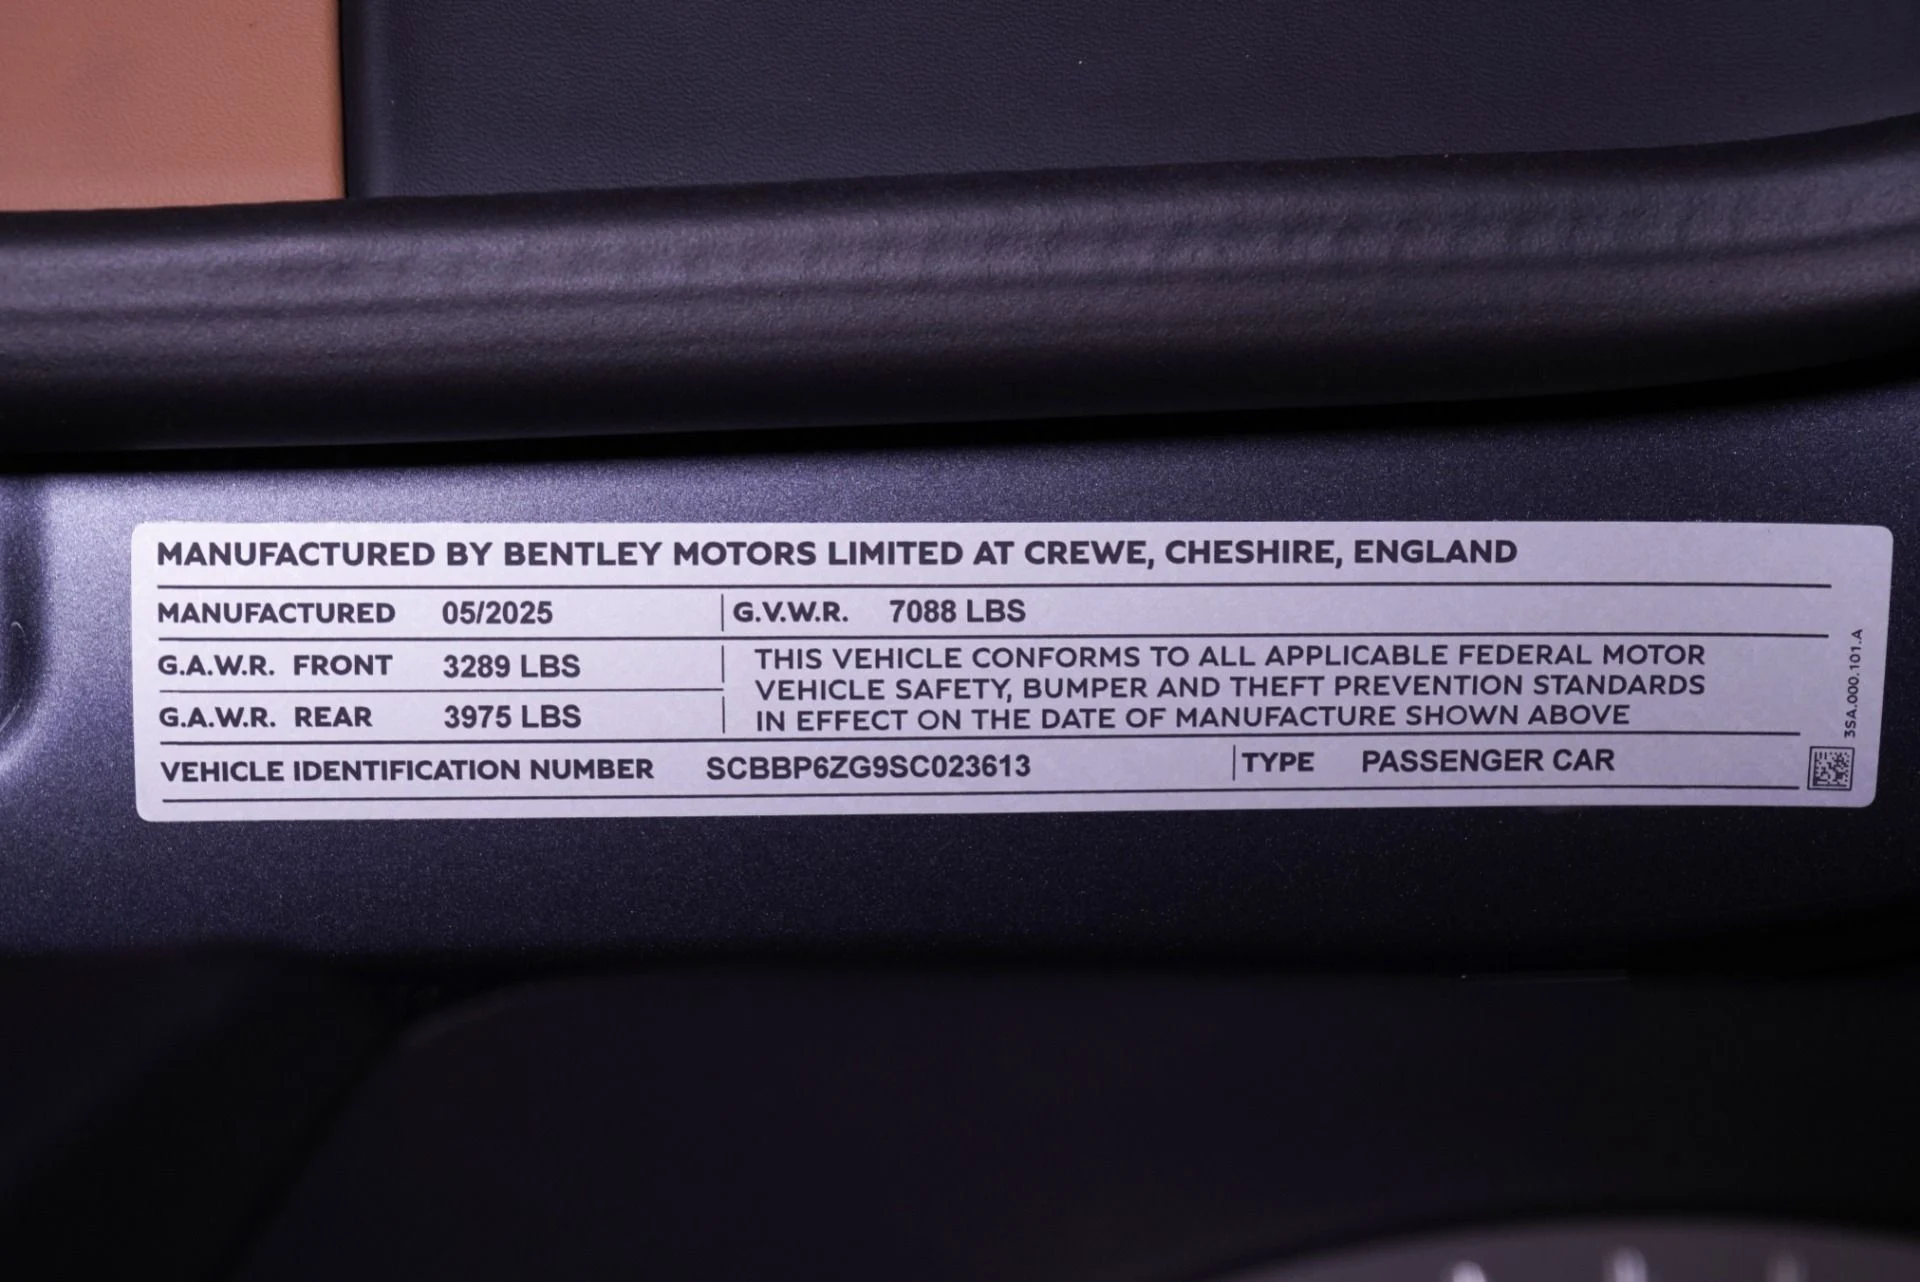 MANUFACTURED BY BENTLEY MOTORS LIMITED AT CREWE, CHESHIRE, ENGLAND
MANUFACTURED 05/2025 G.V.W.R. 7088 LBS
G.A.W.R. FRONT 3289 LBS
G.A.W.R. REAR 3975 LBS
THIS VEHICLE CONFORMS TO ALL APPLICABLE FEDERAL MOTOR
VEHICLE SAFETY, BUMPER AND THEFT PREVENTION STANDARDS
IN EFFECT ON THE DATE OF MANUFACTURE SHOWN ABOVE
VEHICLE IDENTIFICATION NUMBER SCBBP6ZG9SC023613 TYPE PASSENGER CAR
3SA.000.101.A